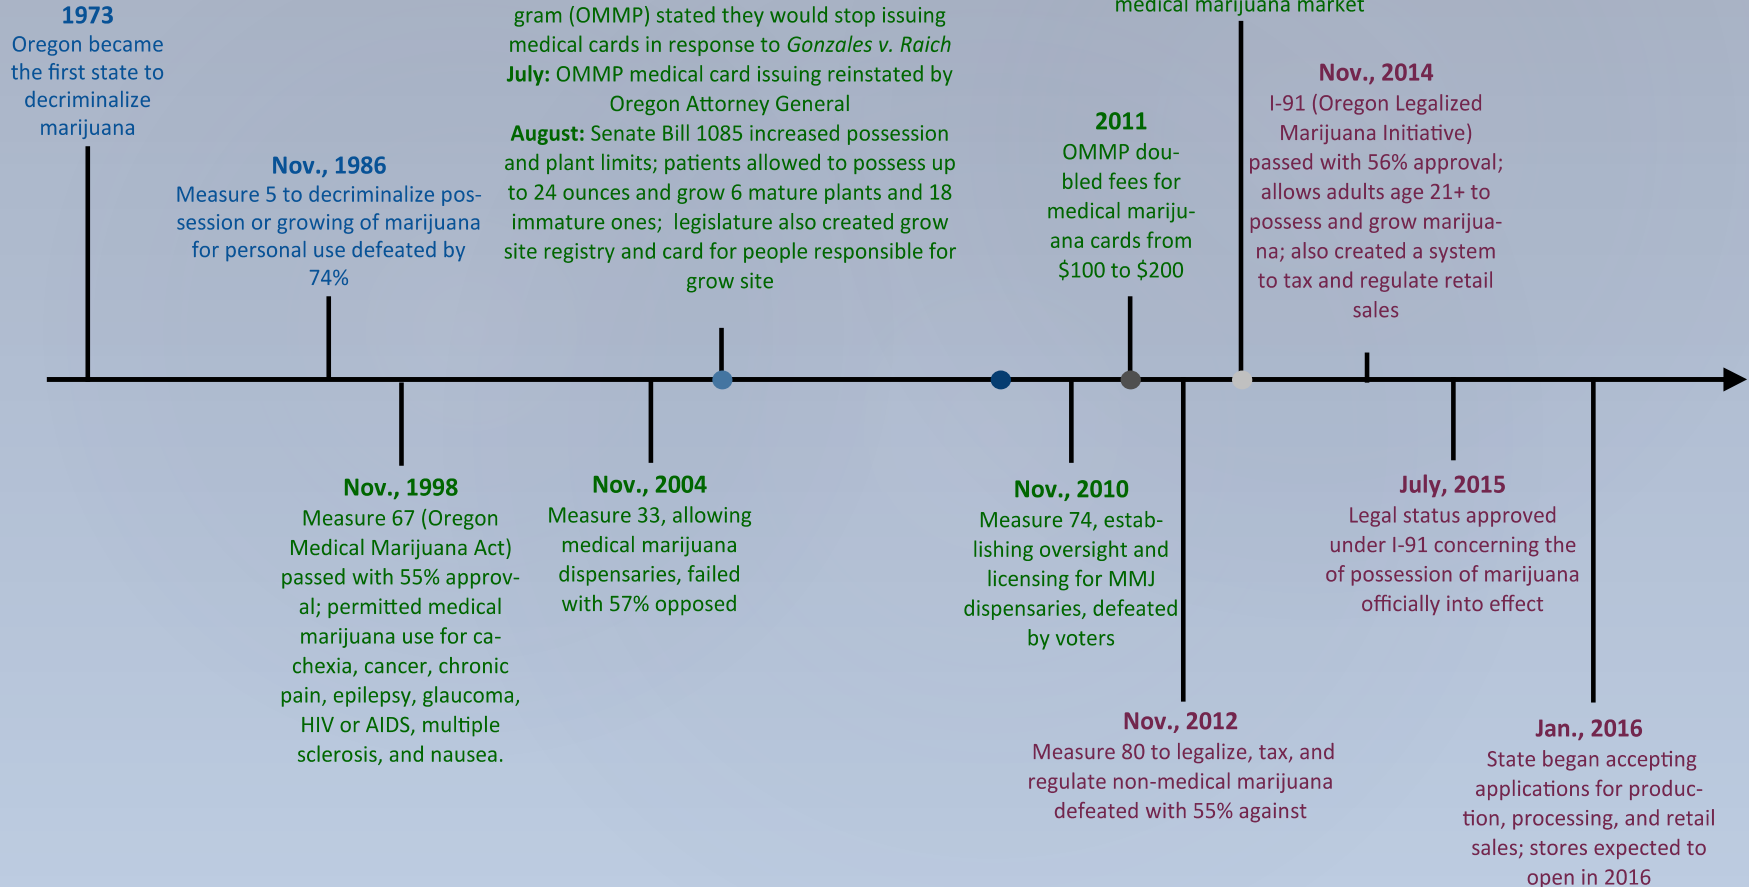 1973
Oregon became
the first state to
decriminalize
marijuana
Nov., 1986
Measure 5 to decriminalize pos-
session or growing of marijuana
for personal use defeated by
74%
gram (OMMP) stated they would stop issuing
medical cards in response to Gonzales v. Raich
July: OMMP medical card issuing reinstated by
Oregon Attorney General
August: Senate Bill 1085 increased possession
and plant limits; patients allowed to possess up
to 24 ounces and grow 6 mature plants and 18
immature ones;  legislature also created grow
site registry and card for people responsible for
grow site
2011
OMMP dou-
bled fees for
medical mariju-
ana cards from
$100 to $200
medical marijuana market
Nov., 2014
I-91 (Oregon Legalized
Marijuana Initiative)
passed with 56% approval;
allows adults age 21+ to
possess and grow marijua-
na; also created a system
to tax and regulate retail
sales
Nov., 1998
Measure 67 (Oregon
Medical Marijuana Act)
passed with 55% approv-
al; permitted medical
marijuana use for ca-
chexia, cancer, chronic
pain, epilepsy, glaucoma,
HIV or AIDS, multiple
sclerosis, and nausea.
Nov., 2004
Measure 33, allowing
medical marijuana
dispensaries, failed
with 57% opposed
Nov., 2010
Measure 74, estab-
lishing oversight and
licensing for MMJ
dispensaries, defeated
by voters
Nov., 2012
Measure 80 to legalize, tax, and
regulate non-medical marijuana
defeated with 55% against
July, 2015
Legal status approved
under I-91 concerning the
of possession of marijuana
officially into effect
Jan., 2016
State began accepting
applications for produc-
tion, processing, and retail
sales; stores expected to
open in 2016